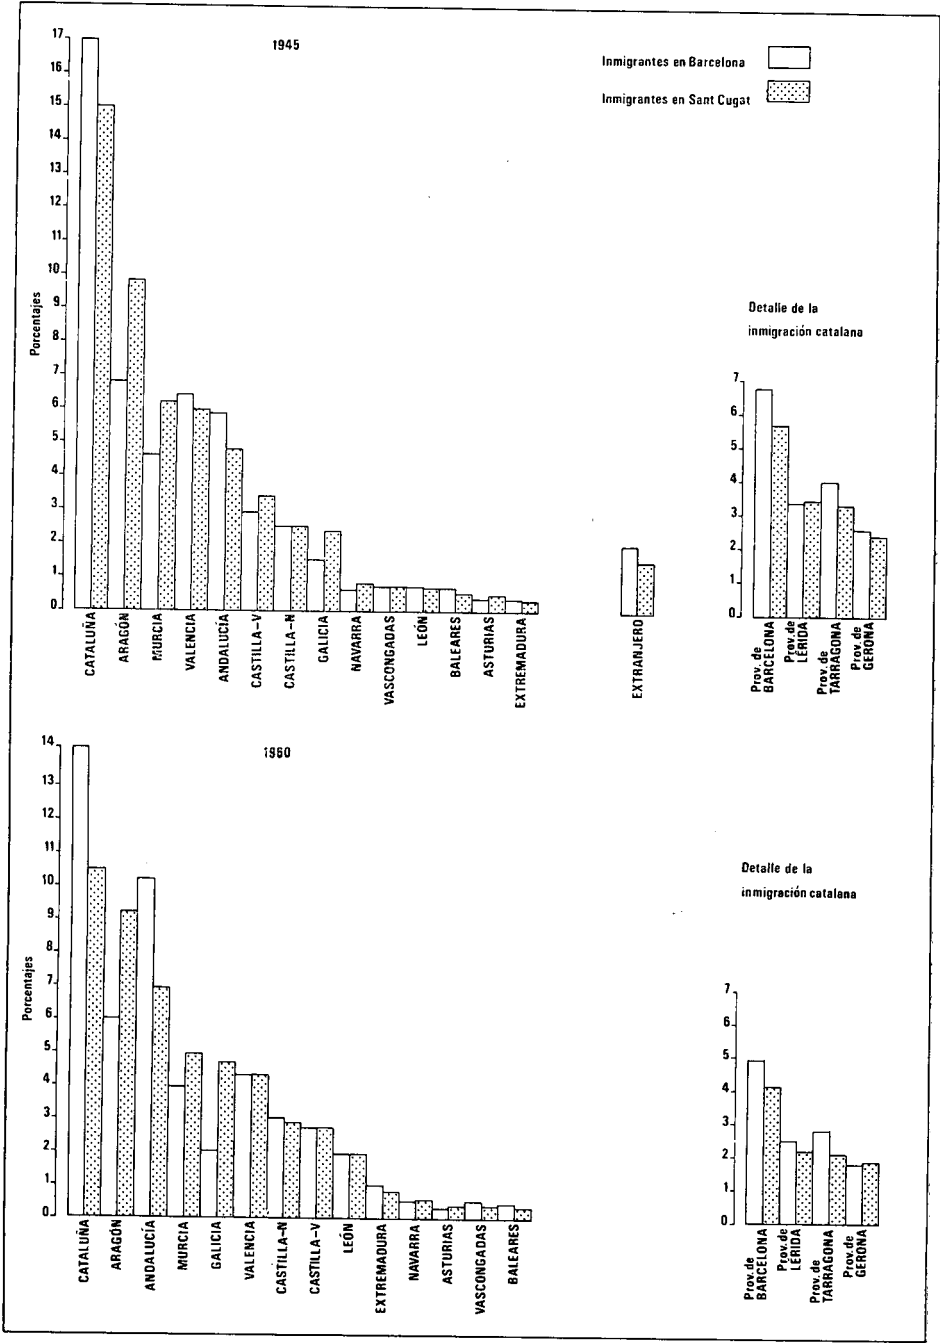 1945
Inmigrantes en Barcelona
Inmigrantes en Sant Cugat
Porcentajes
17
16
15
14
13
12
11
10
9
8
7
6
5
4
3
2
1
0
CATALUÑA
ARAGÓN
MURCIA
VALENCIA
ANDALUCÍA
CASTILLA-V
CASTILLA-N
GALICIA
NAVARRA
VASCONGADAS
LEÓN
BALEARES
ASTURIAS
EXTREMADURA
EXTRANJERO
Detalle de la
inmigración catalana
7
6
5
4
3
2
1
0
Prov. de
BARCELONA
Prov. de
LÉRIDA
Prov. de
TARRAGONA
Prov. de
GERONA
1960
Porcentajes
14
13
12
11
10
9
8
7
6
5
4
3
2
1
0
CATALUÑA
ARAGÓN
ANDALUCÍA
MURCIA
GALICIA
VALENCIA
CASTILLA-N
CASTILLA-V
LEÓN
EXTREMADURA
NAVARRA
ASTURIAS
VASCONGADAS
BALEARES
Detalle de la
inmigración catalana
7
6
5
4
3
2
1
0
Prov. de
BARCELONA
Prov. de
LÉRIDA
Prov. de
TARRAGONA
Prov. de
GERONA